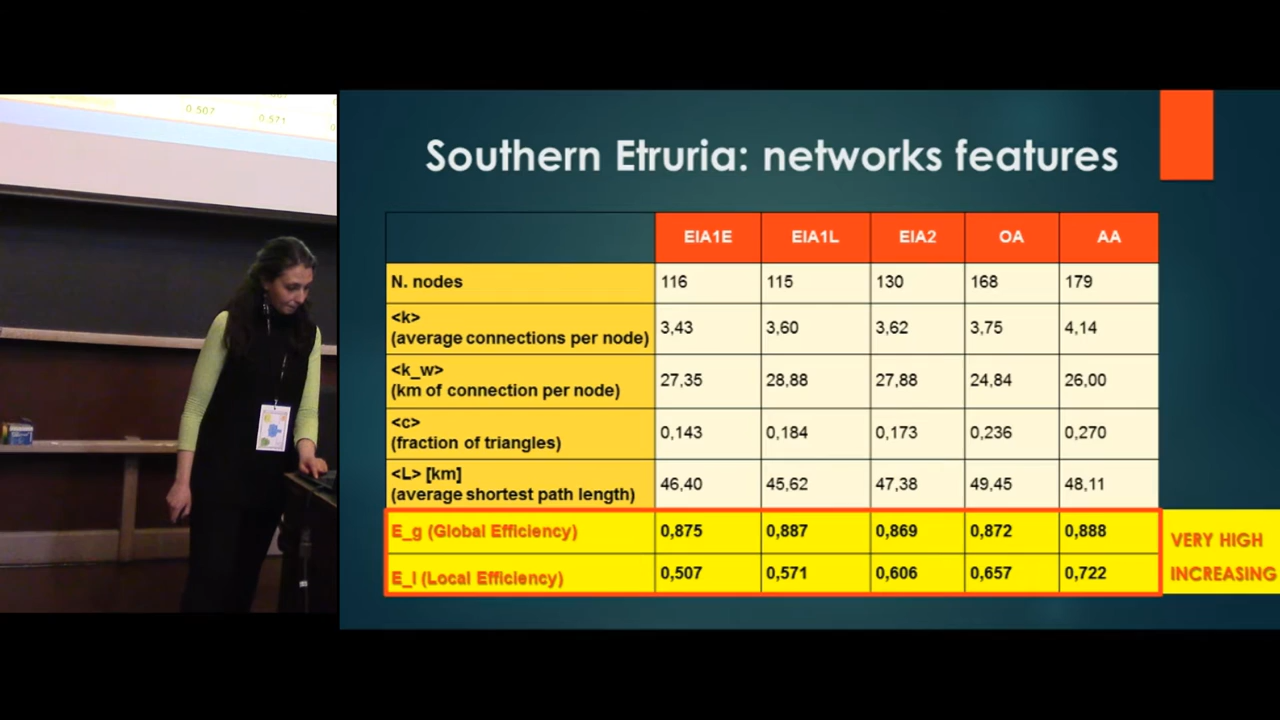 0.507
0.571
Southern Etruria: networks features
EIA1E EIA1L EIA2 OA AA
N. nodes 116 115 130 168 179
<k>
(average connections per node) 3,43 3,60 3,62 3,75 4,14
<k_w>
(km of connection per node) 27,35 28,88 27,88 24,84 26,00
<c>
(fraction of triangles) 0,143 0,184 0,173 0,236 0,270
<L> [km]
(average shortest path length) 46,40 45,62 47,38 49,45 48,11
E_g (Global Efficiency) 0,875 0,887 0,869 0,872 0,888 VERY HIGH
E_l (Local Efficiency) 0,507 0,571 0,606 0,657 0,722 INCREASING